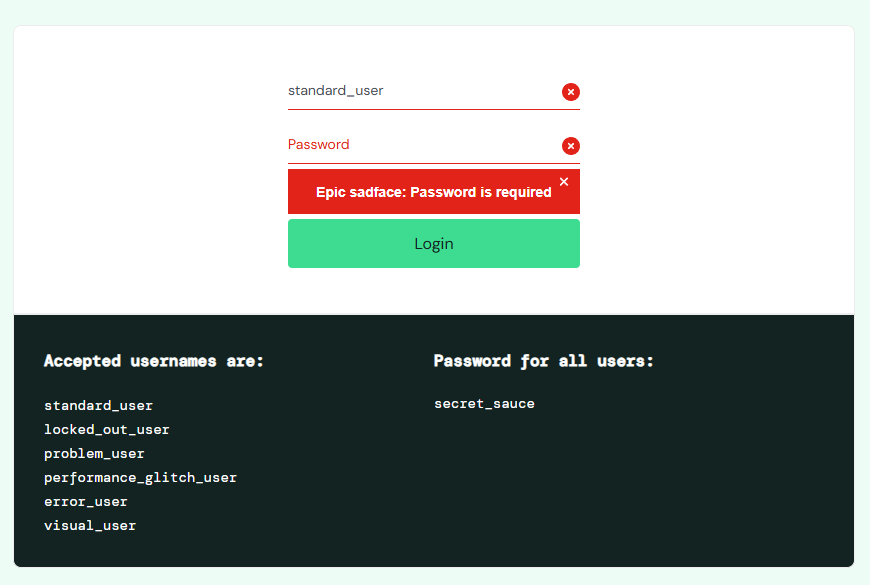 standard_user
Password
Epic sadface: Password is required
Login
Accepted usernames are:
standard_user
locked_out_user
problem_user
performance_glitch_user
error_user
visual_user
Password for all users:
secret_sauce